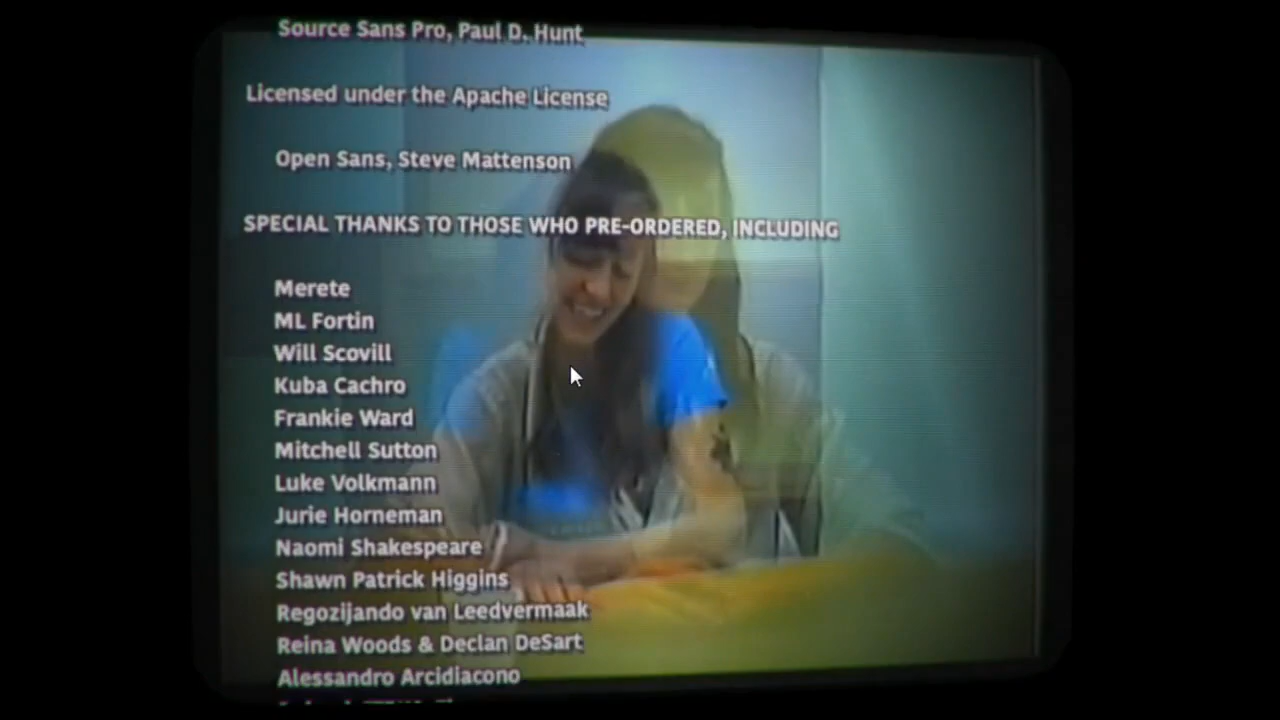 Source Sans Pro, Paul D. Hunt
Licensed under the Apache License
Open Sans, Steve Mattenson
SPECIAL THANKS TO THOSE WHO PRE-ORDERED, INCLUDING
Merete
ML Fortin
Will Scovill
Kuba Cachro
Frankie Ward
Mitchell Sutton
Luke Volkmann
Jurie Horneman
Naomi Shakespeare
Shawn Patrick Higgins
Regozijando van Leedvermaak
Reina Woods & Declan DeSart
Alessandro Arcidiacono